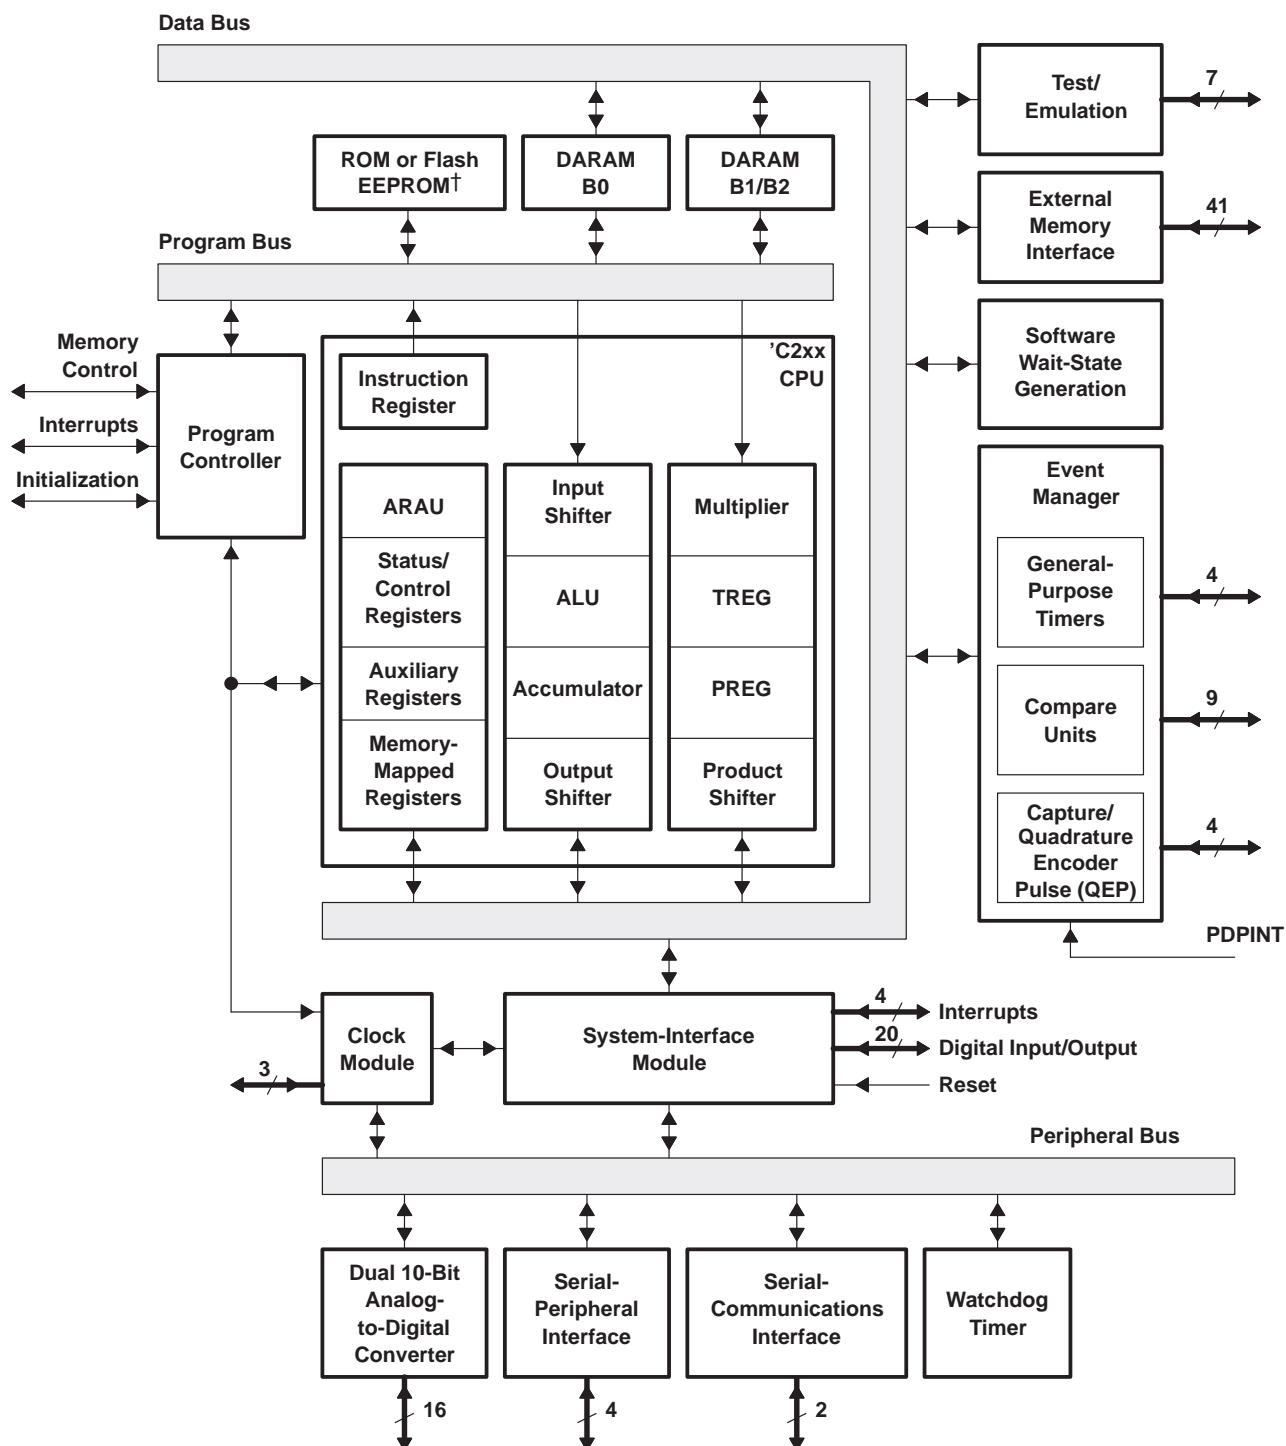 Data Bus
Test/
Emulation
7
ROM or Flash
EEPROM†
DARAM
B0
DARAM
B1/B2
External
Memory
Interface
41
Program Bus
Software
Wait-State
Generation
Memory
Control
Interrupts
Initialization
Program
Controller
'C2xx
CPU
Instruction
Register
ARAU
Status/
Control
Registers
Auxiliary
Registers
Memory-
Mapped
Registers
Input
Shifter
ALU
Accumulator
Output
Shifter
Multiplier
TREG
PREG
Product
Shifter
Event
Manager
General-
Purpose
Timers
4
Compare
Units
9
Capture/
Quadrature
Encoder
Pulse (QEP)
4
PDPINT
Clock
Module
3
System-Interface
Module
4
Interrupts
20
Digital Input/Output
Reset
Peripheral Bus
Dual 10-Bit
Analog-
to-Digital
Converter
16
Serial-
Peripheral
Interface
4
Serial-
Communications
Interface
2
Watchdog
Timer